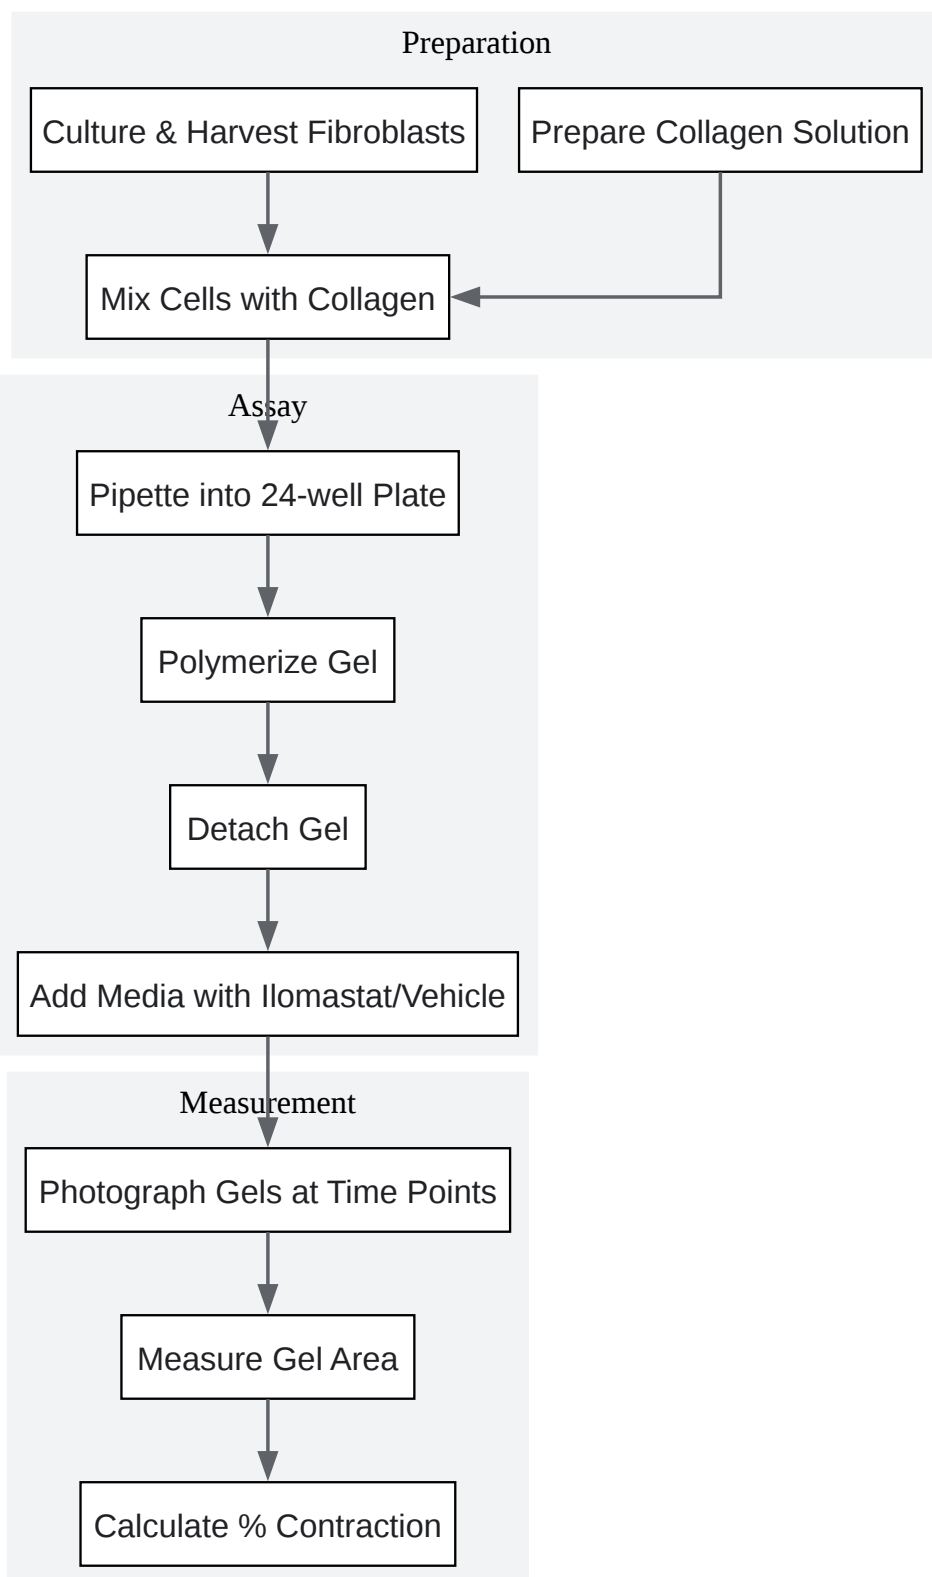 Preparation
Culture & Harvest Fibroblasts
Prepare Collagen Solution
Mix Cells with Collagen
Assay
Pipette into 24-well Plate
Polymerize Gel
Detach Gel
Add Media with Ilomastat/Vehicle
Measurement
Photograph Gels at Time Points
Measure Gel Area
Calculate % Contraction